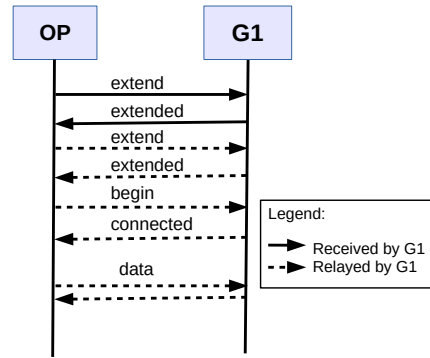 OP
G1
extend
extended
extend
extended
begin
connected
data
Legend:
Received by G1
Relayed by G1